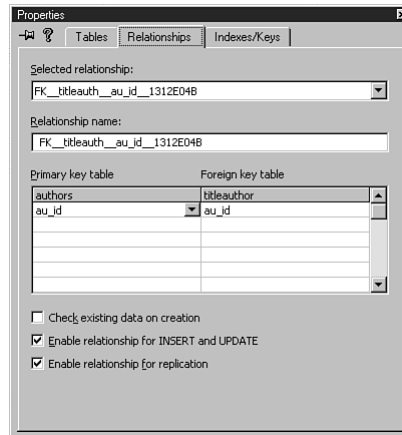 Properties
Tables Relationships Indexes/Keys
Selected relationship:
FK__titleauth__au_id__1312E04B
Relationship name:
FK__titleauth__au_id__1312E04B
Primary key table Foreign key table
authors titleauthor
au_id au_id
Check existing data on creation
Enable relationship for INSERT and UPDATE
Enable relationship for replication